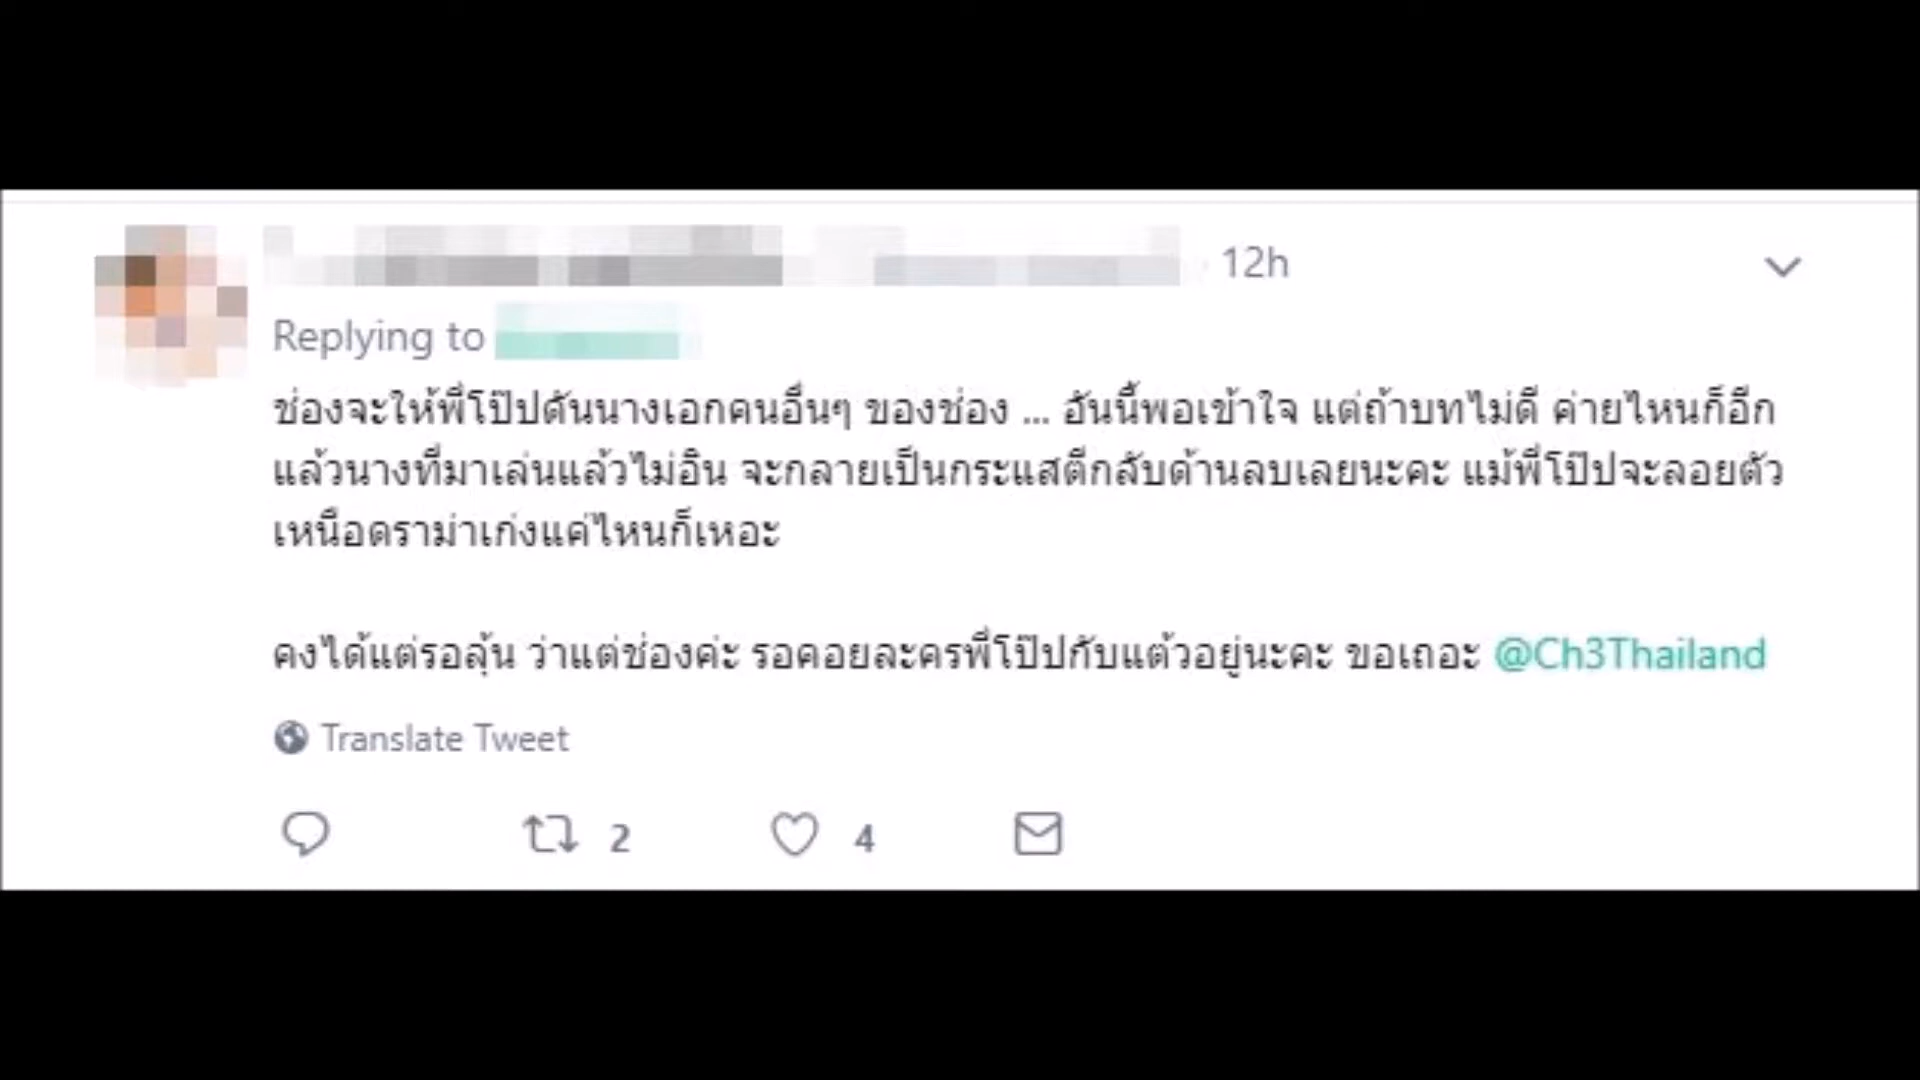 12h
Replying to
ช่องจะให้พี่โป๊ปดันนางเอกคนอื่นๆ ของช่อง ... อันนี้พอเข้าใจ แต่ถ้าบทไม่ดี ค่ายไหนก็อีก
แล้วนางที่มาเล่นแล้วไม่อิน จะกลายเป็นกระแสตีกลับด้านลบเลยนะคะ แม้พี่โป๊ปจะลอยตัว
เหนือดราม่าเก่งแค่ไหนก็เหอะ
คงได้แต่รอลุ้น ว่าแต่ช่องค่ะ รอคอยละครพี่โป๊ปกับแต้วอยู่นะคะ ขอเถอะ @Ch3Thailand
Translate Tweet
2 4